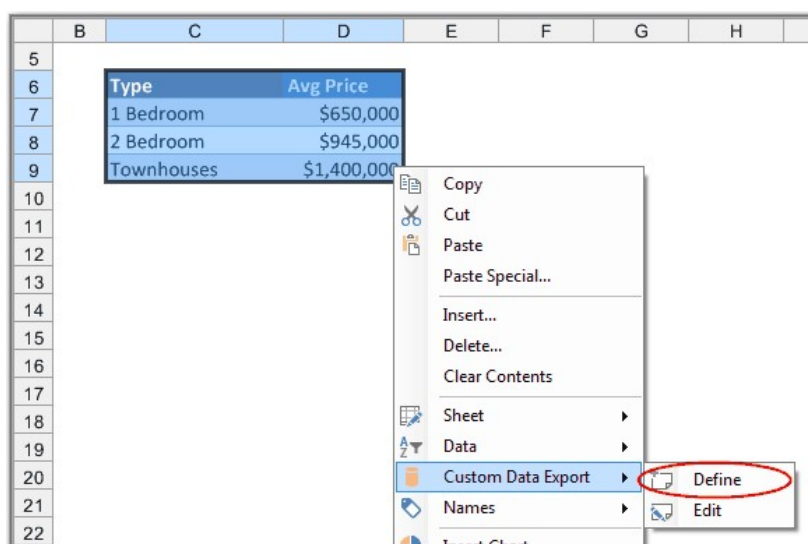 B C D E F G H
5
6 Type Avg Price
7 1 Bedroom $650,000
8 2 Bedroom $945,000
9 Townhouses $1,400,000
Copy
10
Cut
11
Paste
12
Paste Special...
13
14 Insert...
15 Delete...
16 Clear Contents
17
18 Sheet
19 Data
20 Custom Data Export Define
21 Names Edit
22
Insert Chart